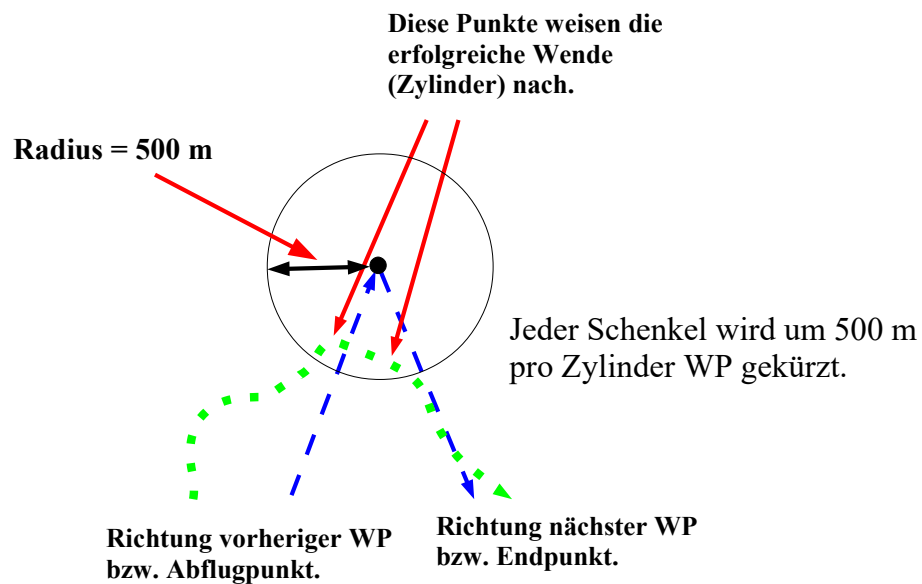 Diese Punkte weisen die
erfolgreiche Wende
(Zylinder) nach.
Radius = 500 m
Jeder Schenkel wird um 500 m
pro Zylinder WP gekürzt.
Richtung vorheriger WP
bzw. Abflugpunkt.
Richtung nächster WP
bzw. Endpunkt.